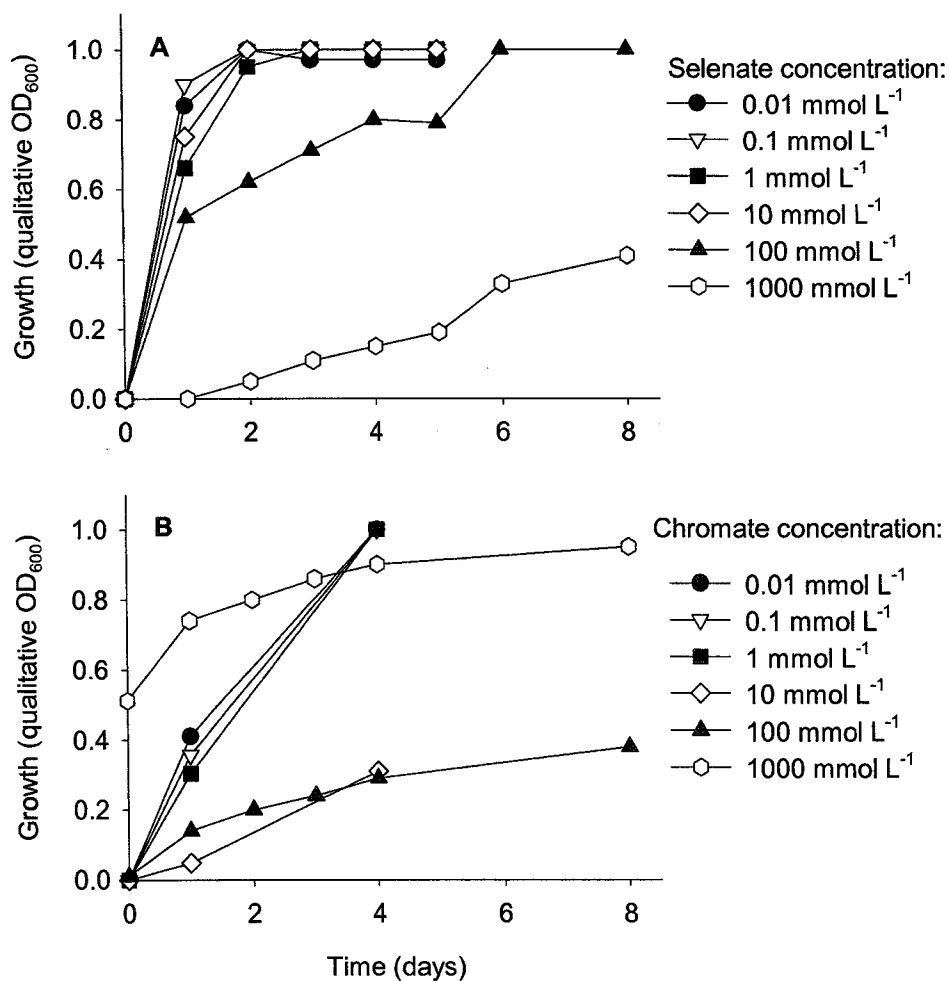 A
Growth (qualitative OD600)
1.0
0.8
0.6
0.4
0.2
0.0
0 2 4 6 8
Selenate concentration:
0.01 mmol L-1
0.1 mmol L-1
1 mmol L-1
10 mmol L-1
100 mmol L-1
1000 mmol L-1
B
Growth (qualitative OD600)
1.0
0.8
0.6
0.4
0.2
0.0
0 2 4 6 8
Time (days)
Chromate concentration:
0.01 mmol L-1
0.1 mmol L-1
1 mmol L-1
10 mmol L-1
100 mmol L-1
1000 mmol L-1